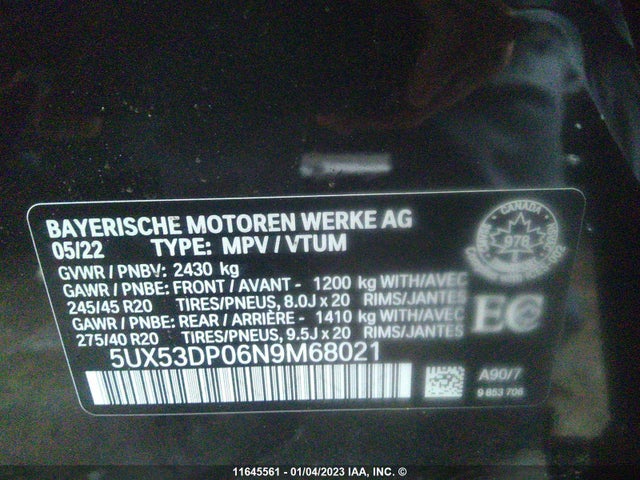 BAYERISCHE MOTOREN WERKE AG
05/22 TYPE: MPV / VTUM
GVWR / PNBV: 2430 kg
GAWR / PNBE: FRONT / AVANT - 1200 kg WITH/AVEC
245/45 R20 TIRES/PNEUS, 8.0J x 20 RIMS/JANTES
GAWR / PNBE: REAR / ARRIÈRE - 1410 kg WITH/AVEC
275/40 R20 TIRES/PNEUS, 9.5J x 20 RIMS/JANTES
5UX53DP06N9M68021
CANADA
978
EC
A90/7
9 853 706
11645561 - 01/04/2023 IAA, INC. ©